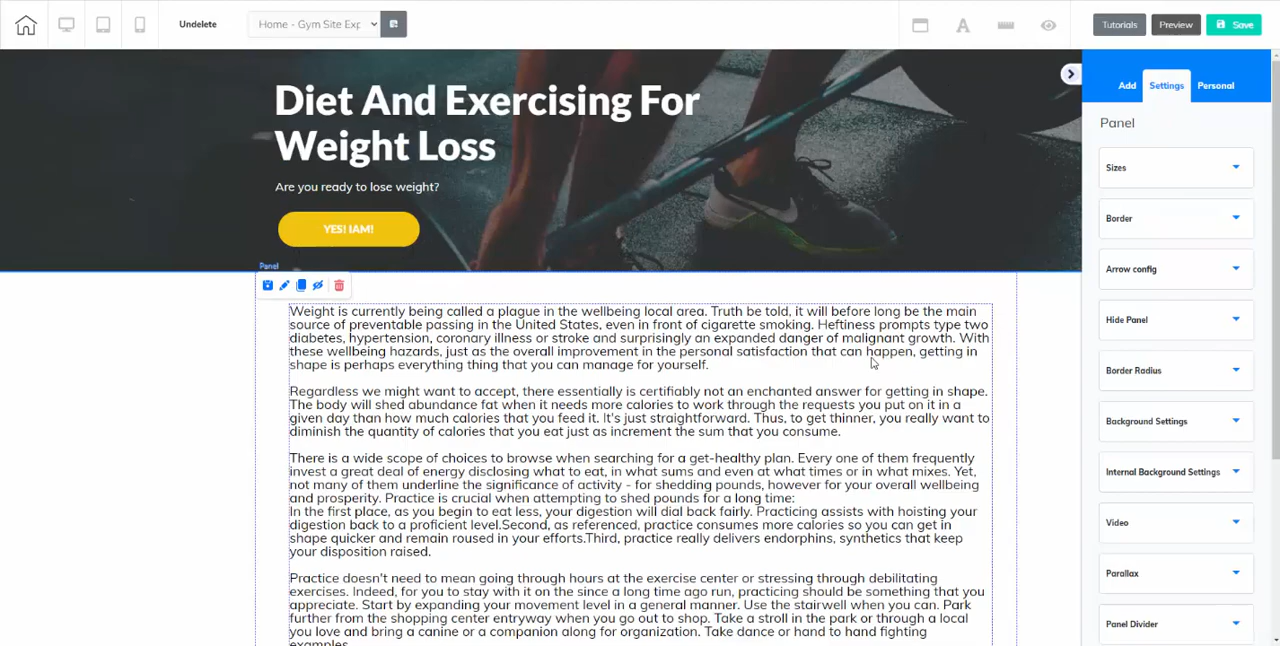 Undelete
Home - Gym Site Exp
Tutorials
Preview
Save
Diet And Exercising For
Weight Loss
Are you ready to lose weight?
YES! IAM!
Add
Settings
Personal
Panel
Sizes
Border
Arrow config
Hide Panel
Border Radius
Background Settings
Internal Background Settings
Video
Parallax
Panel Divider
Panel
Weight is currently being called a plague in the wellbeing local area. Truth be told, it will before long be the main
source of preventable passing in the United States, even in front of cigarette smoking. Heftiness prompts type two
diabetes, hypertension, coronary illness or stroke and surprisingly an expanded danger of malignant growth. With
these wellbeing hazards, just as the overall improvement in the personal satisfaction that can happen, getting in
shape is perhaps everything thing that you can manage for yourself.
Regardless we might want to accept, there essentially is certifiably not an enchanted answer for getting in shape.
The body will shed abundance fat when it needs more calories to work through the requests you put on it in a
given day than how much calories that you feed it. It's just straightforward. Thus, to get thinner, you really want to
diminish the quantity of calories that you eat just as increment the sum that you consume.
There is a wide scope of choices to browse when searching for a get-healthy plan. Every one of them frequently
invest a great deal of energy disclosing what to eat, in what sums and even at what times or in what mixes. Yet,
not many of them underline the significance of activity - for shedding pounds, however for your overall wellbeing
and prosperity. Practice is crucial when attempting to shed pounds for a long time:
In the first place, as you begin to eat less, your digestion will dial back fairly. Practicing assists with hoisting your
digestion back to a proficient level.Second, as referenced, practice consumes more calories so you can get in
shape quicker and remain roused in your efforts.Third, practice really delivers endorphins, synthetics that keep
your disposition raised.
Practice doesn't need to mean going through hours at the exercise center or stressing through debilitating
exercises. Indeed, for you to stay with it on the since a long time ago run, practicing should be something that you
appreciate. Start by expanding your movement level in a general manner. Use the stairwell when you can. Park
further from the shopping center entryway when you go out to shop. Take a stroll in the park or through a local
you love and bring a canine or a companion along for organization. Take dance or hand to hand fighting
examples.